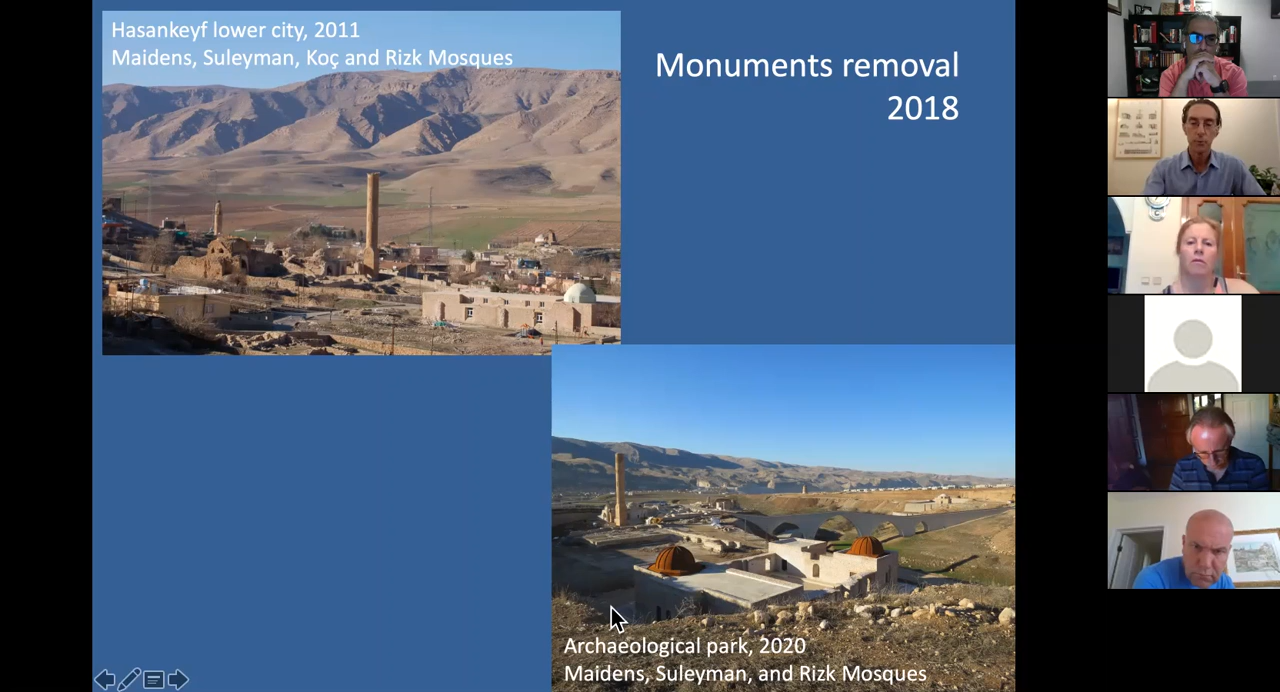 Hasankeyf lower city, 2011
Maidens, Suleyman, Koç and Rizk Mosques
Monuments removal
2018
Archaeological park, 2020
Maidens, Suleyman, and Rizk Mosques